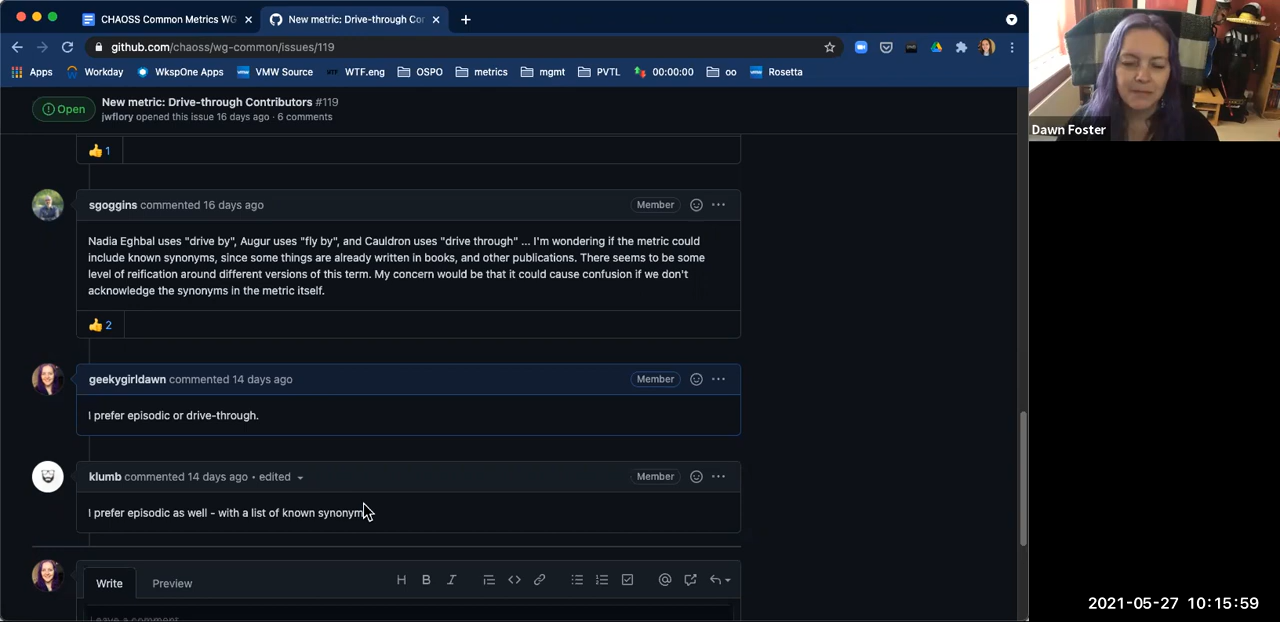 CHAOSS Common Metrics WG
New metric: Drive-through Con
github.com/chaoss/wg-common/issues/119
Apps Workday WkspOne Apps VMW Source WTF.eng OSPO metrics mgmt PVTL 00:00:00 oo Rosetta
Open
New metric: Drive-through Contributors #119
jwflory opened this issue 16 days ago · 6 comments
👍 1
sgoggins commented 16 days ago Member
Nadia Eghbal uses "drive by", Augur uses "fly by", and Cauldron uses "drive through" ... I'm wondering if the metric could
include known synonyms, since some things are already written in books, and other publications. There seems to be some
level of reification around different versions of this term. My concern would be that it could cause confusion if we don't
acknowledge the synonyms in the metric itself.
👍 2
geekygirldawn commented 14 days ago Member
I prefer episodic or drive-through.
klumb commented 14 days ago • edited Member
I prefer episodic as well - with a list of known synonym
Write Preview
Leave a comment
Dawn Foster
2021-05-27 10:15:59